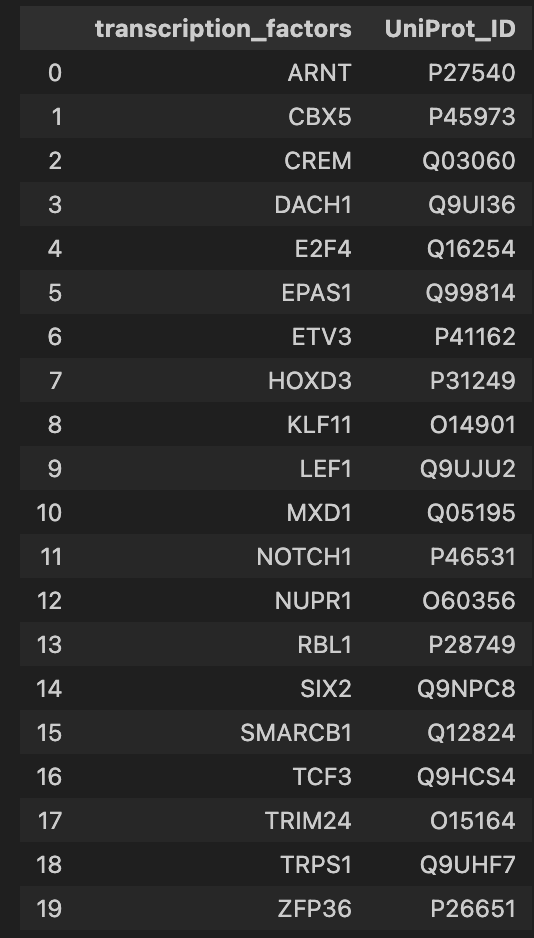 transcription_factors UniProt_ID
0 ARNT P27540
1 CBX5 P45973
2 CREM Q03060
3 DACH1 Q9UI36
4 E2F4 Q16254
5 EPAS1 Q99814
6 ETV3 P41162
7 HOXD3 P31249
8 KLF11 O14901
9 LEF1 Q9UJU2
10 MXD1 Q05195
11 NOTCH1 P46531
12 NUPR1 O60356
13 RBL1 P28749
14 SIX2 Q9NPC8
15 SMARCB1 Q12824
16 TCF3 Q9HCS4
17 TRIM24 O15164
18 TRPS1 Q9UHF7
19 ZFP36 P26651